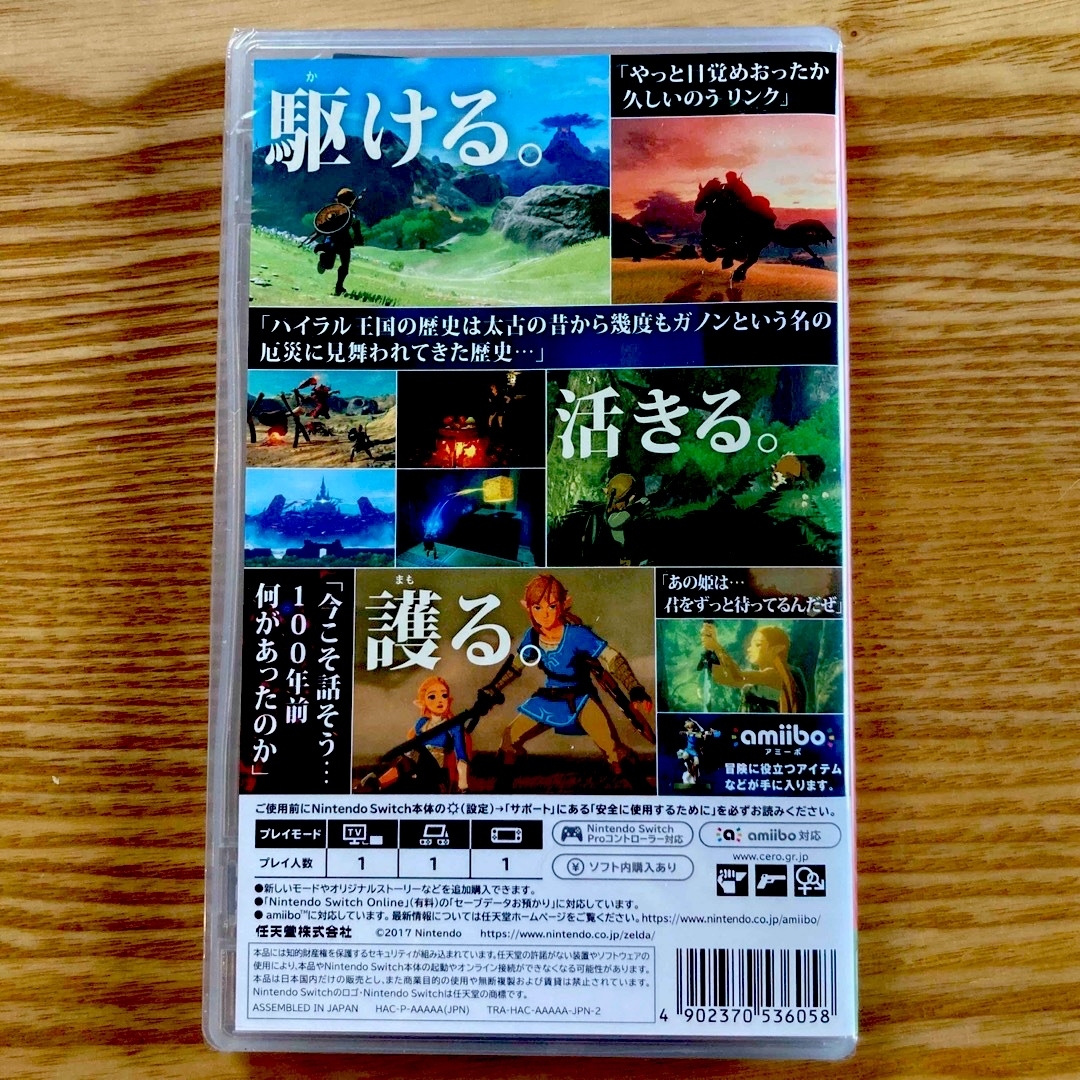 か
駆ける。
「やっと目覚めおったか
久しいのう リンク」
「ハイラル王国の歴史は太古の昔から幾度もガノンという名の
厄災に見舞われてきた歴史…」
い
活きる。
「今こそ話そう…
100年前
何があったのか」
まも
護る。
「あの姫は…
君をずっと待ってるんだぜ」
amiibo
アミーボ
冒険に役立つアイテム
などが手に入ります。
ご使用前にNintendo Switch本体の(設定)→「サポート」にある「安全に使用するために」を必ずお読みください。
プレイモード TV
プレイ人数 1 1 1
Nintendo Switch
Proコントローラー対応
amiibo 対応
ソフト内購入あり
www.cero.gr.jp
●新しいモードやオリジナルストーリーなどを追加購入できます。
●「Nintendo Switch Online」(有料)の「セーブデータお預かり」に対応しています。
●amiibo™に対応しています。最新情報については任天堂ホームページをご覧ください。https://www.nintendo.co.jp/amiibo/
任天堂株式会社 ©2017 Nintendo https://www.nintendo.co.jp/zelda/
本品には知的財産権を保護するセキュリティが組み込まれています。任天堂の許諾がない装置やソフトウェアの
使用により、本品やNintendo Switch本体の起動やオンライン接続ができなくなる可能性があります。
本品は日本国内だけの販売とし、また商業目的の使用や無断複製および賃貸は禁止されています。
Nintendo Switchのロゴ・Nintendo Switchは任天堂の商標です。
ASSEMBLED IN JAPAN HAC-P-AAAAA(JPN) TRA-HAC-AAAAA-JPN-2
4 902370 536058